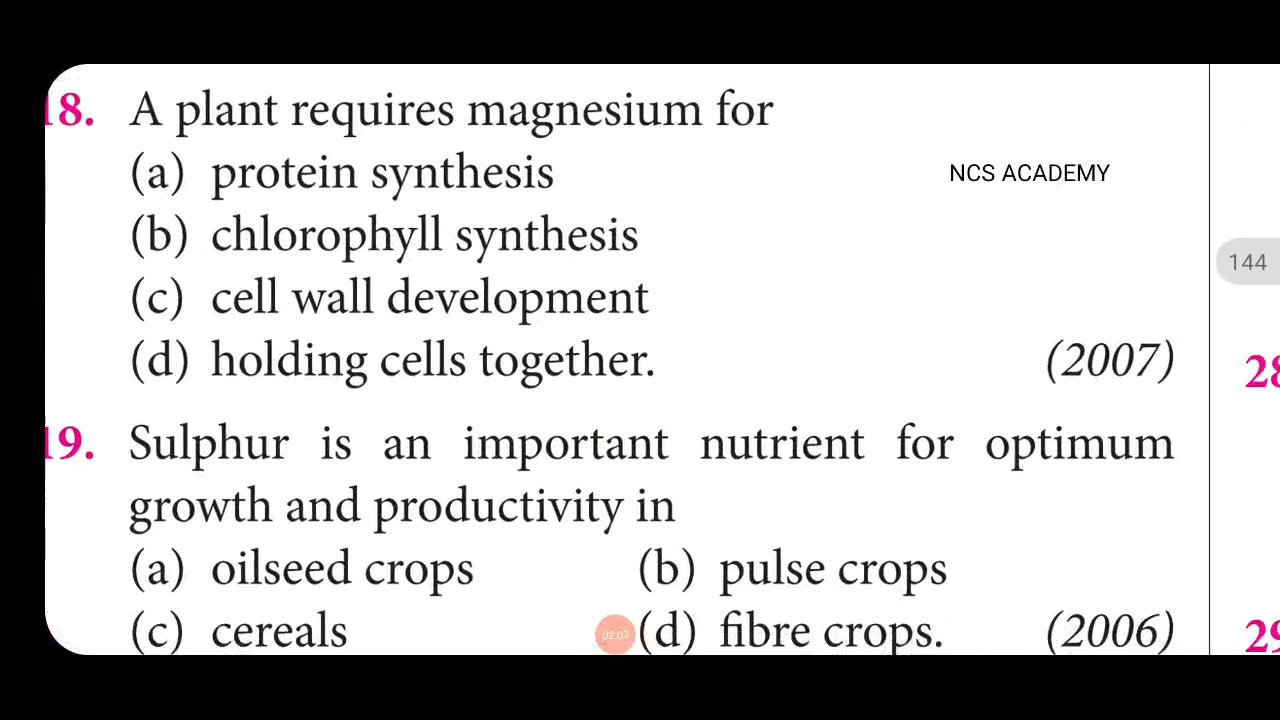 18. A plant requires magnesium for
(a) protein synthesis
NCS ACADEMY
(b) chlorophyll synthesis
144
(c) cell wall development
(d) holding cells together. (2007)
28
19. Sulphur is an important nutrient for optimum
growth and productivity in
(a) oilseed crops (b) pulse crops
(c) cereals 02:07 (d) fibre crops. (2006)
29